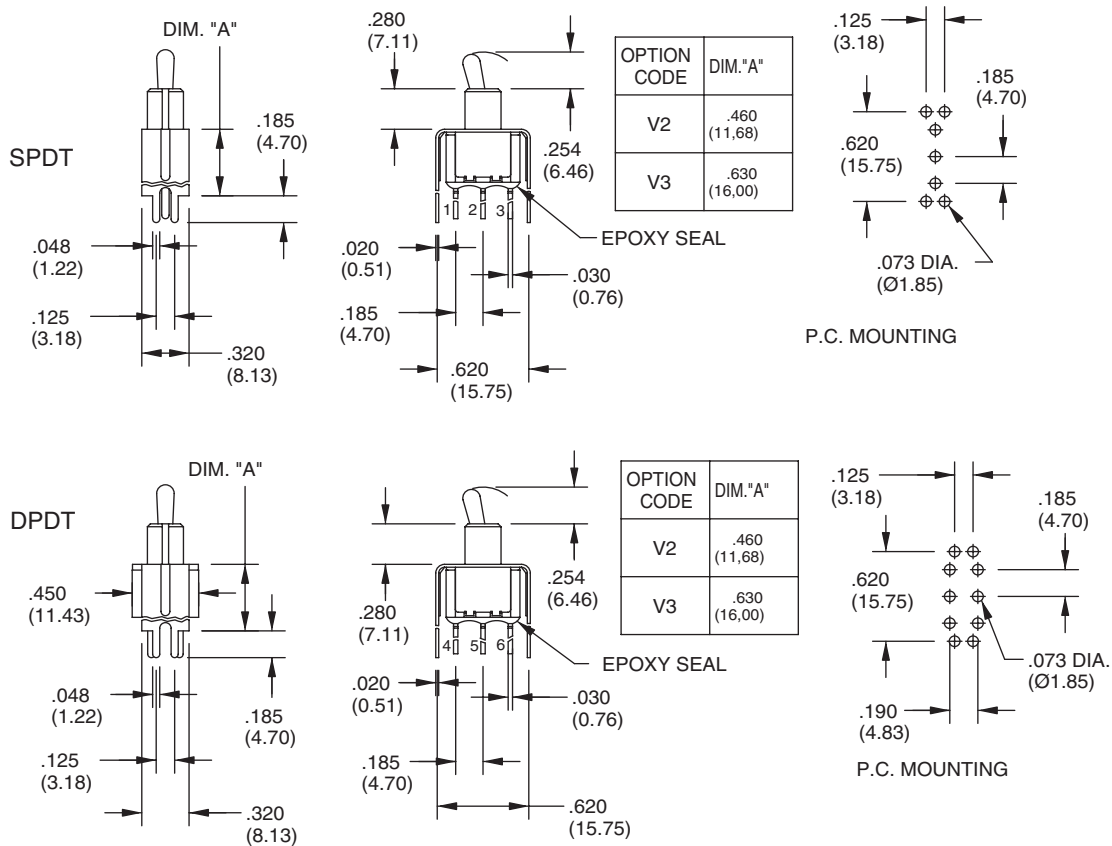 SPDT
DIM. "A"
.185
(4.70)
.048
(1.22)
.125
(3.18)
.320
(8.13)
.280
(7.11)
.254
(6.46)
1 2 3
EPOXY SEAL
.020
(0.51)
.030
(0.76)
.185
(4.70)
.620
(15.75)
OPTION CODE DIM."A"
V2 .460 (11,68)
V3 .630 (16,00)
.125
(3.18)
.185
(4.70)
.620
(15.75)
.073 DIA.
(Ø1.85)
P.C. MOUNTING
DPDT
DIM. "A"
.450
(11.43)
.048
(1.22)
.185
(4.70)
.125
(3.18)
.320
(8.13)
.280
(7.11)
.254
(6.46)
4 5 6
EPOXY SEAL
.020
(0.51)
.030
(0.76)
.185
(4.70)
.620
(15.75)
OPTION CODE DIM."A"
V2 .460 (11,68)
V3 .630 (16,00)
.125
(3.18)
.185
(4.70)
.620
(15.75)
.073 DIA.
(Ø1.85)
.190
(4.83)
P.C. MOUNTING